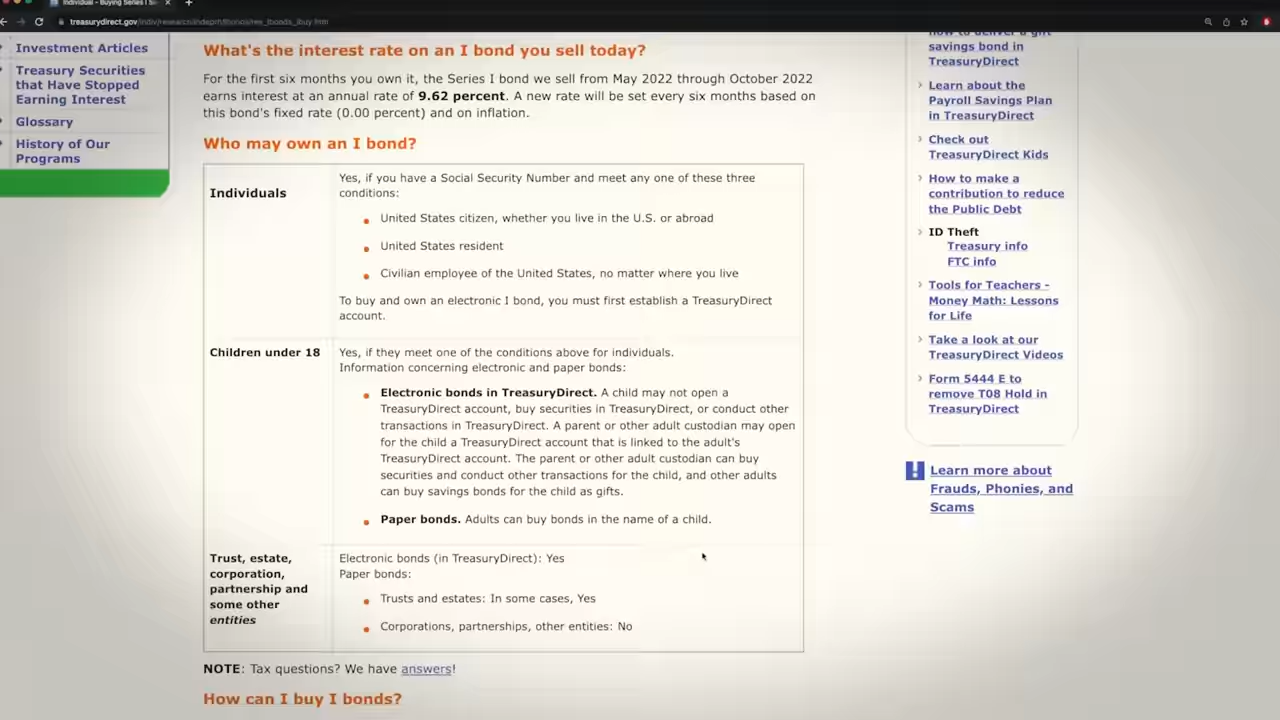 Individual - Buying Series I S
treasurydirect.gov/indiv/research/indepth/ibonds/res_ibonds_ibuy.htm
Investment Articles
Treasury Securities
that Have Stopped
Earning Interest
Glossary
History of Our
Programs
What's the interest rate on an I bond you sell today?
For the first six months you own it, the Series I bond we sell from May 2022 through October 2022
earns interest at an annual rate of 9.62 percent. A new rate will be set every six months based on
this bond's fixed rate (0.00 percent) and on inflation.
Who may own an I bond?
Individuals
Yes, if you have a Social Security Number and meet any one of these three
conditions:
United States citizen, whether you live in the U.S. or abroad
United States resident
Civilian employee of the United States, no matter where you live
To buy and own an electronic I bond, you must first establish a TreasuryDirect
account.
Children under 18
Yes, if they meet one of the conditions above for individuals.
Information concerning electronic and paper bonds:
Electronic bonds in TreasuryDirect. A child may not open a
TreasuryDirect account, buy securities in TreasuryDirect, or conduct other
transactions in TreasuryDirect. A parent or other adult custodian may open
for the child a TreasuryDirect account that is linked to the adult's
TreasuryDirect account. The parent or other adult custodian can buy
securities and conduct other transactions for the child, and other adults
can buy savings bonds for the child as gifts.
Paper bonds. Adults can buy bonds in the name of a child.
Trust, estate,
corporation,
partnership and
some other
entities
Electronic bonds (in TreasuryDirect): Yes
Paper bonds:
Trusts and estates: In some cases, Yes
Corporations, partnerships, other entities: No
NOTE: Tax questions? We have answers!
How can I buy I bonds?
how to deliver a gift
savings bond in
TreasuryDirect
Learn about the
Payroll Savings Plan
in TreasuryDirect
Check out
TreasuryDirect Kids
How to make a
contribution to reduce
the Public Debt
ID Theft
Treasury info
FTC info
Tools for Teachers -
Money Math: Lessons
for Life
Take a look at our
TreasuryDirect Videos
Form 5444 E to
remove T08 Hold in
TreasuryDirect
Learn more about
Frauds, Phonies, and
Scams